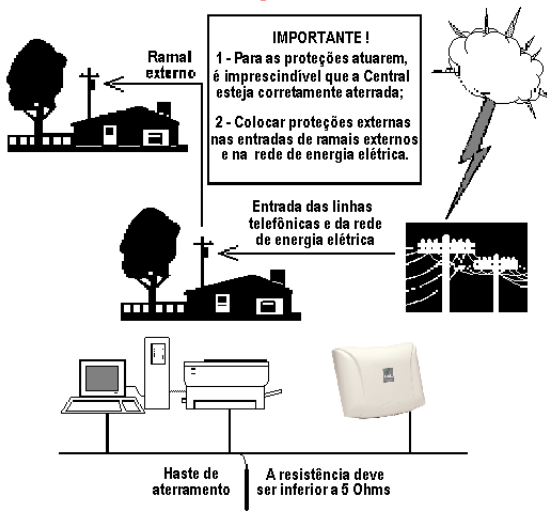 IMPORTANTE !
1 - Para as proteções atuarem,
é imprescindível que a Central
esteja corretamente aterrada;
2 - Colocar proteções externas
nas entradas de ramais externos
e na rede de energia elétrica.
Ramal
externo
Entrada das linhas
telefônicas e da rede
de energia elétrica
Haste de
aterramento
A resistência deve
ser inferior a 5 Ohms